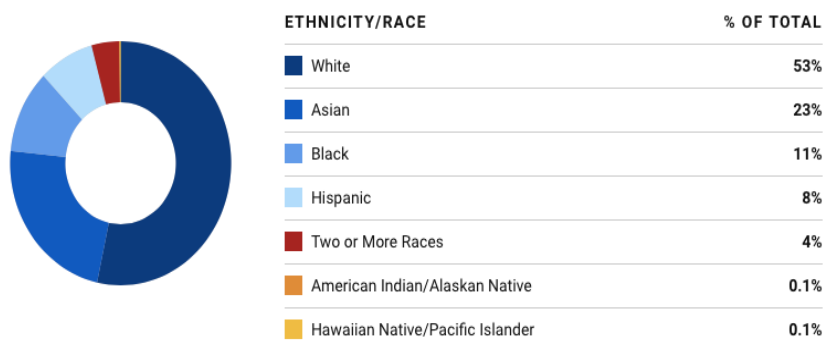 ETHNICITY/RACE % OF TOTAL
White 53%
Asian 23%
Black 11%
Hispanic 8%
Two or More Races 4%
American Indian/Alaskan Native 0.1%
Hawaiian Native/Pacific Islander 0.1%